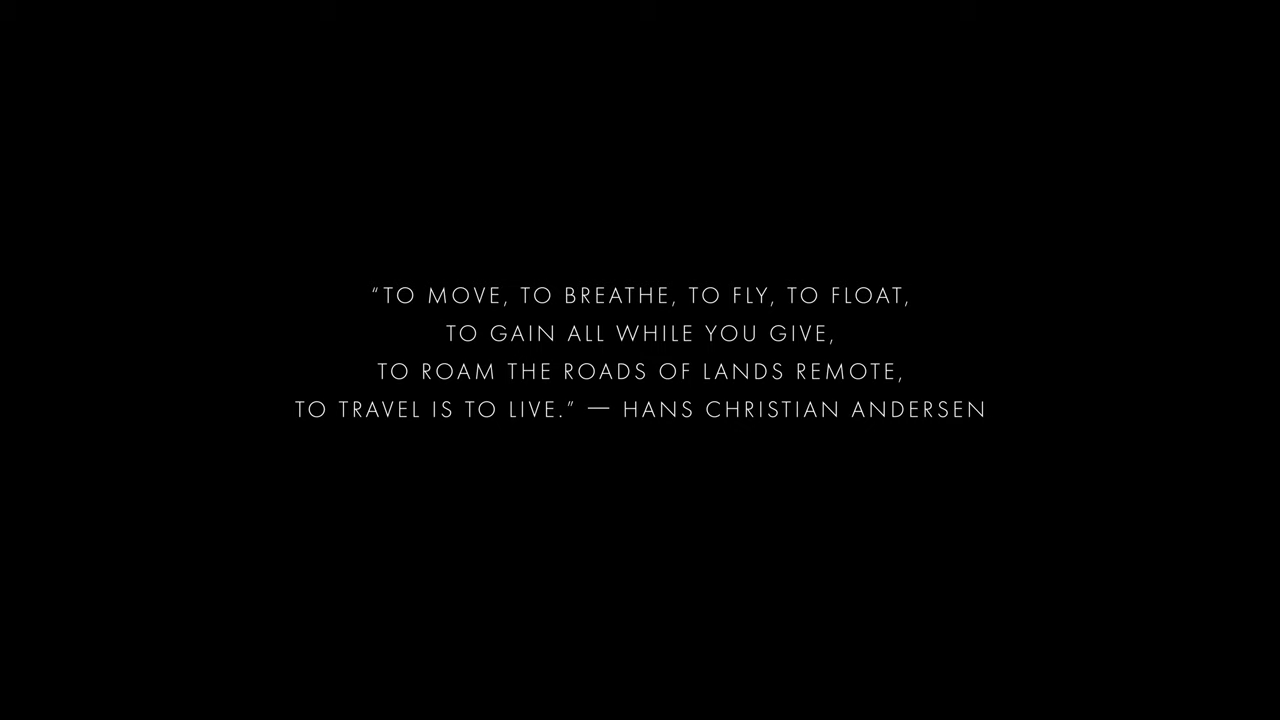 “TO MOVE, TO BREATHE, TO FLY, TO FLOAT,
TO GAIN ALL WHILE YOU GIVE,
TO ROAM THE ROADS OF LANDS REMOTE,
TO TRAVEL IS TO LIVE.” — HANS CHRISTIAN ANDERSEN